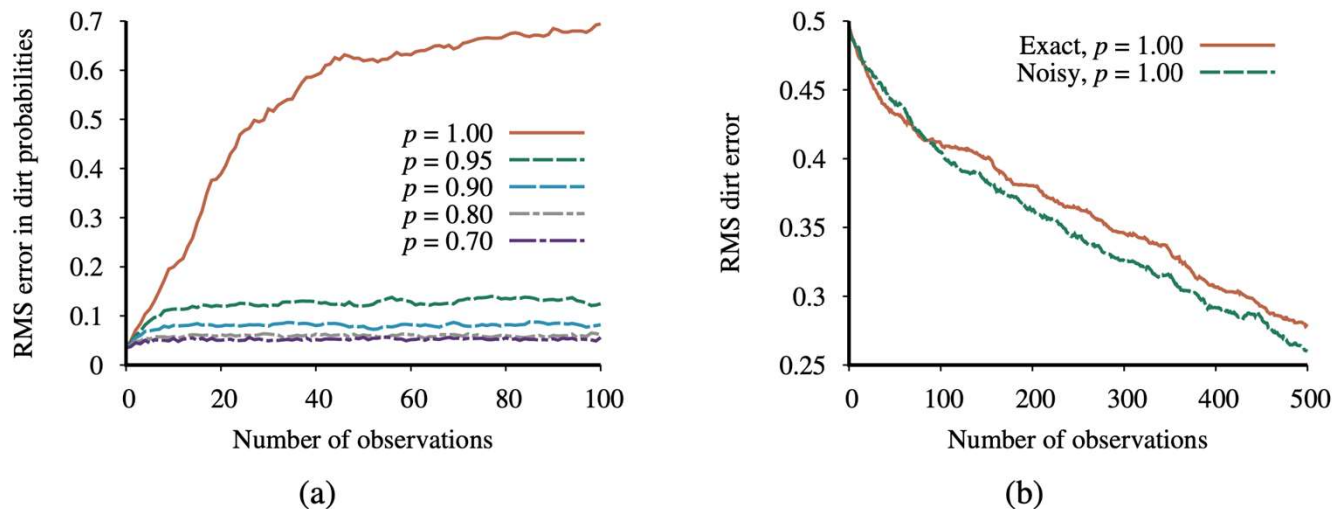 RMS error in dirt probabilities
0.7
0.6
0.5
0.4
0.3
0.2
0.1
0
p = 1.00
p = 0.95
p = 0.90
p = 0.80
p = 0.70
0 20 40 60 80 100
Number of observations
(a)
RMS dirt error
0.5
0.45
0.4
0.35
0.3
0.25
Exact, p = 1.00
Noisy, p = 1.00
0 100 200 300 400 500
Number of observations
(b)